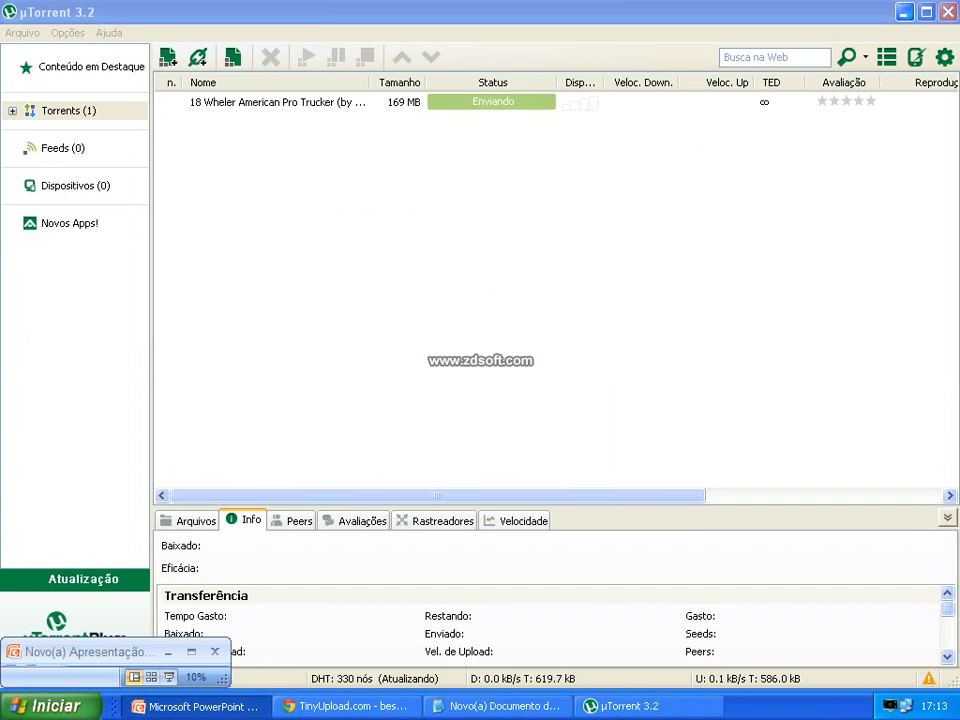 µTorrent 3.2
Arquivo Opções Ajuda
Conteúdo em Destaque
Torrents (1)
Feeds (0)
Dispositivos (0)
Novos Apps!
Busca na Web
n. Nome Tamanho Status Disp... Veloc. Down. Veloc. Up TED Avaliação Reproduç
18 Wheler American Pro Trucker (by ... 169 MB Enviando ∞
www.zdsoft.com
Arquivos Info Peers Avaliações Rastreadores Velocidade
Baixado:
Eficácia:
Transferência
Tempo Gasto: Restando: Gasto:
Baixado: Enviado: Seeds:
oad: Vel. de Upload: Peers:
Atualização
Novo(a) Apresentação...
10%
DHT: 330 nós (Atualizando) D: 0.0 kB/s T: 619.7 kB U: 0.1 kB/s T: 586.0 kB
Iniciar Microsoft PowerPoint ... TinyUpload.com - bes... Novo(a) Documento d... µTorrent 3.2 17:13